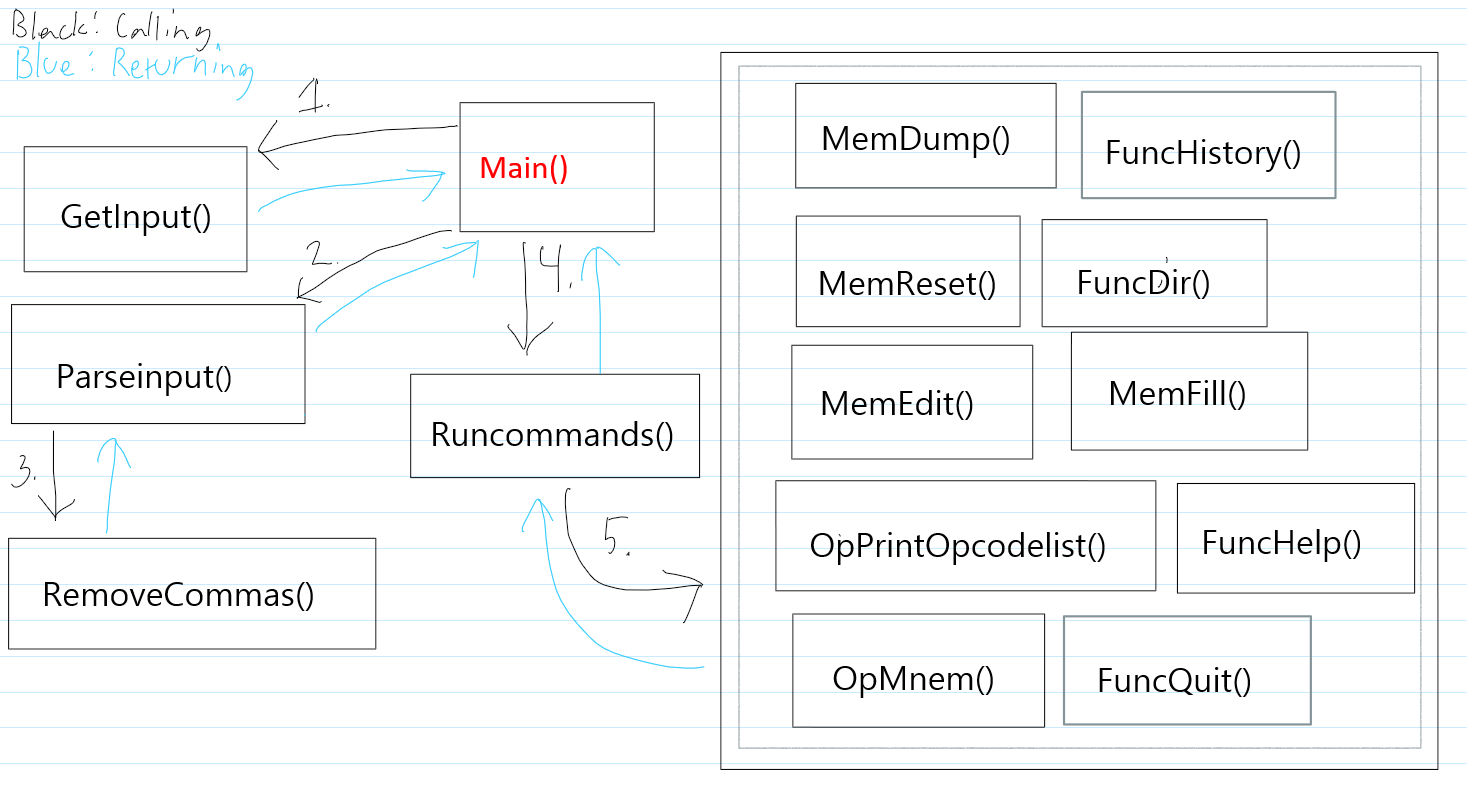 Black: Calling
Blue: Returning
1.
Main()
GetInput()
2.
4.
Parseinput()
Runcommands()
3.
5.
RemoveCommas()
MemDump()
FuncHistory()
MemReset()
FuncDir()
MemEdit()
MemFill()
OpPrintOpcodelist()
FuncHelp()
OpMnem()
FuncQuit()